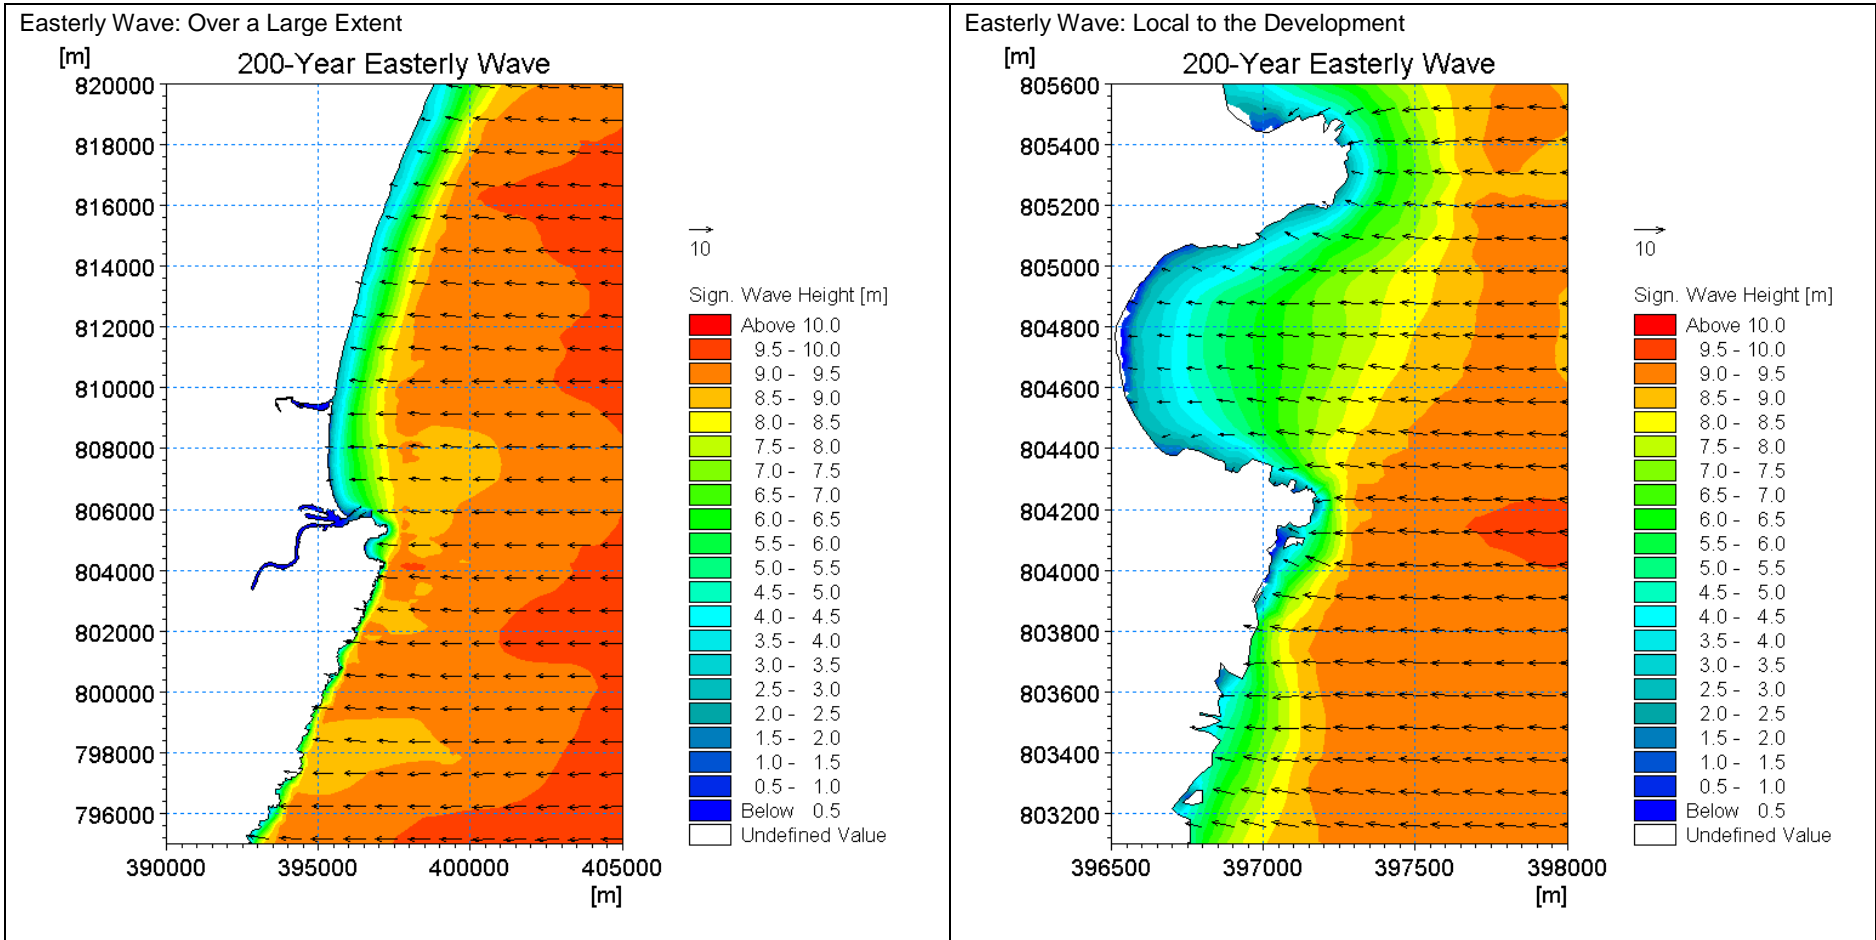 Easterly Wave: Over a Large Extent
[m]
200-Year Easterly Wave
820000
818000
816000
814000
812000
810000
808000
806000
804000
802000
800000
798000
796000
390000 395000 400000 405000
[m]
10
Sign. Wave Height [m]
Above 10.0
9.5 - 10.0
9.0 - 9.5
8.5 - 9.0
8.0 - 8.5
7.5 - 8.0
7.0 - 7.5
6.5 - 7.0
6.0 - 6.5
5.5 - 6.0
5.0 - 5.5
4.5 - 5.0
4.0 - 4.5
3.5 - 4.0
3.0 - 3.5
2.5 - 3.0
2.0 - 2.5
1.5 - 2.0
1.0 - 1.5
0.5 - 1.0
Below 0.5
Undefined Value
Easterly Wave: Local to the Development
[m]
200-Year Easterly Wave
805600
805400
805200
805000
804800
804600
804400
804200
804000
803800
803600
803400
803200
396500 397000 397500 398000
[m]
10
Sign. Wave Height [m]
Above 10.0
9.5 - 10.0
9.0 - 9.5
8.5 - 9.0
8.0 - 8.5
7.5 - 8.0
7.0 - 7.5
6.5 - 7.0
6.0 - 6.5
5.5 - 6.0
5.0 - 5.5
4.5 - 5.0
4.0 - 4.5
3.5 - 4.0
3.0 - 3.5
2.5 - 3.0
2.0 - 2.5
1.5 - 2.0
1.0 - 1.5
0.5 - 1.0
Below 0.5
Undefined Value